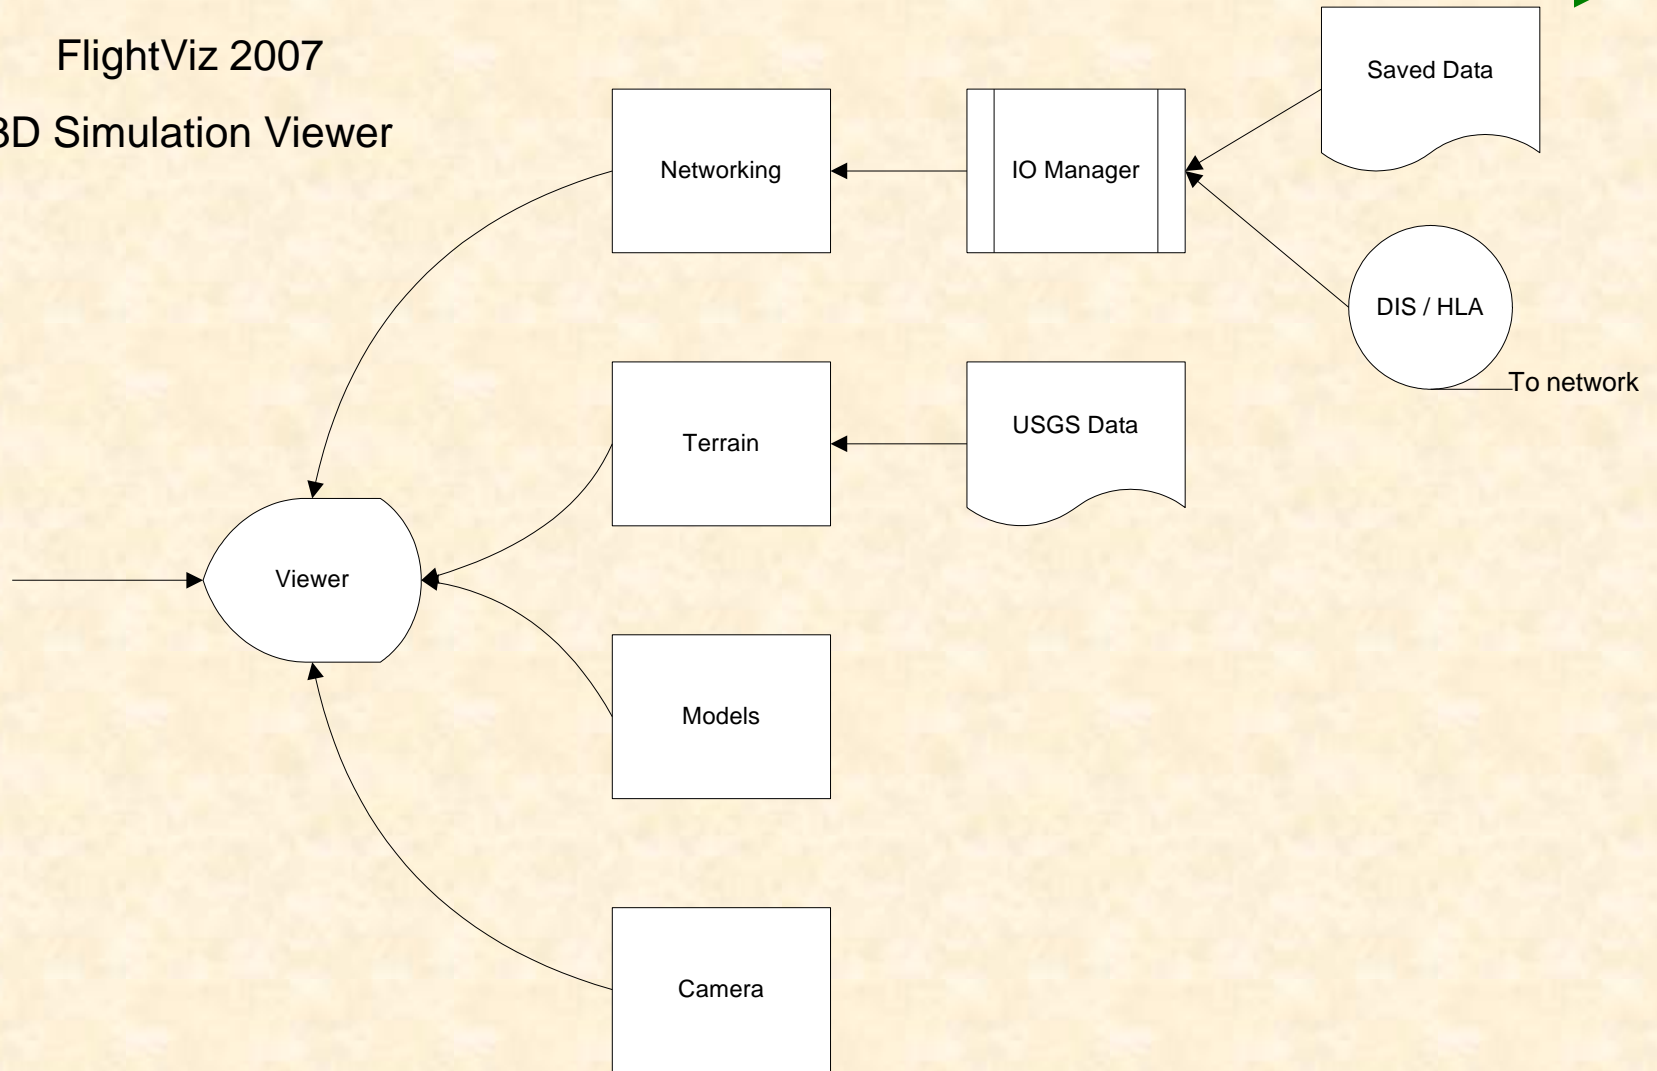 FlightViz 2007
3D Simulation Viewer
Saved Data
Networking
IO Manager
DIS / HLA
To network
Terrain
USGS Data
Viewer
Models
Camera